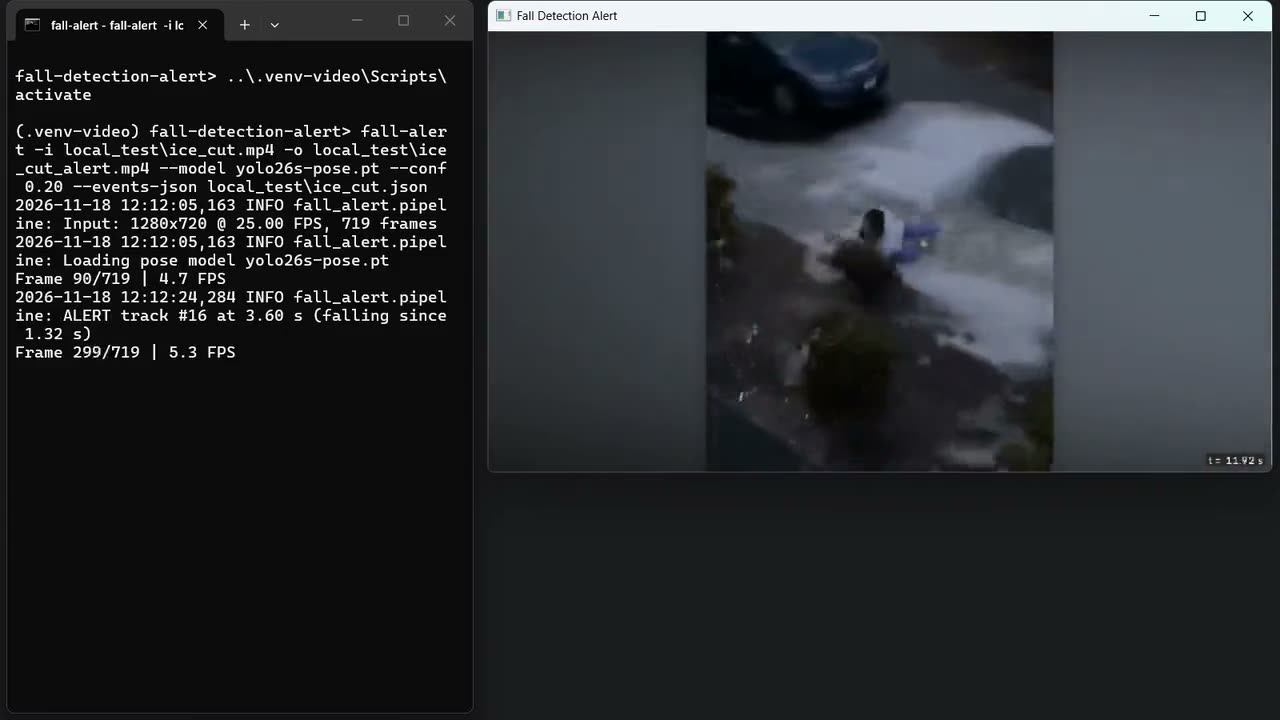 fall-alert - fall-alert  -i lc
fall-detection-alert> ..\.venv-video\Scripts\
activate
(.venv-video) fall-detection-alert> fall-aler
t -i local_test\ice_cut.mp4 -o local_test\ice
_cut_alert.mp4 --model yolo26s-pose.pt --conf
 0.20 --events-json local_test\ice_cut.json
2026-11-18 12:12:05,163 INFO fall_alert.pipel
ine: Input: 1280x720 @ 25.00 FPS, 719 frames
2026-11-18 12:12:05,163 INFO fall_alert.pipel
ine: Loading pose model yolo26s-pose.pt
Frame 90/719 | 4.7 FPS
2026-11-18 12:12:24,284 INFO fall_alert.pipel
ine: ALERT track #16 at 3.60 s (falling since
 1.32 s)
Frame 299/719 | 5.3 FPS
Fall Detection Alert
t = 11.92 s